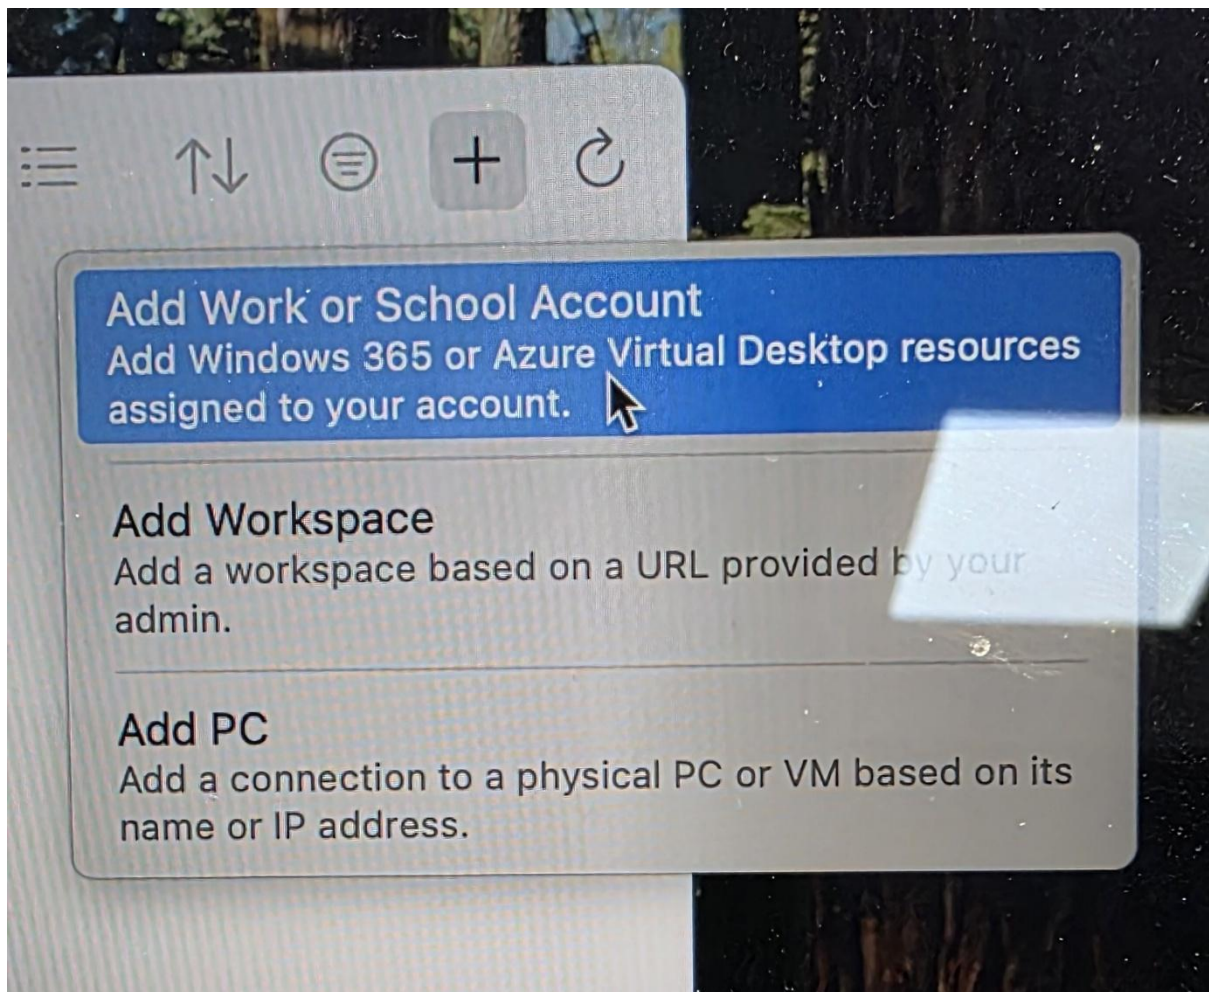 Add Work or School Account
Add Windows 365 or Azure Virtual Desktop resources
assigned to your account.
Add Workspace
Add a workspace based on a URL provided by your
admin.
Add PC
Add a connection to a physical PC or VM based on its
name or IP address.